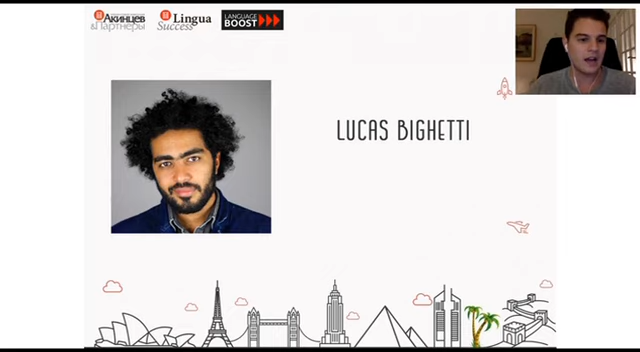 Акинцев
&Партнеры
Lingua
Success
LANGUAGE
BOOST
LUCAS BIGHETTI